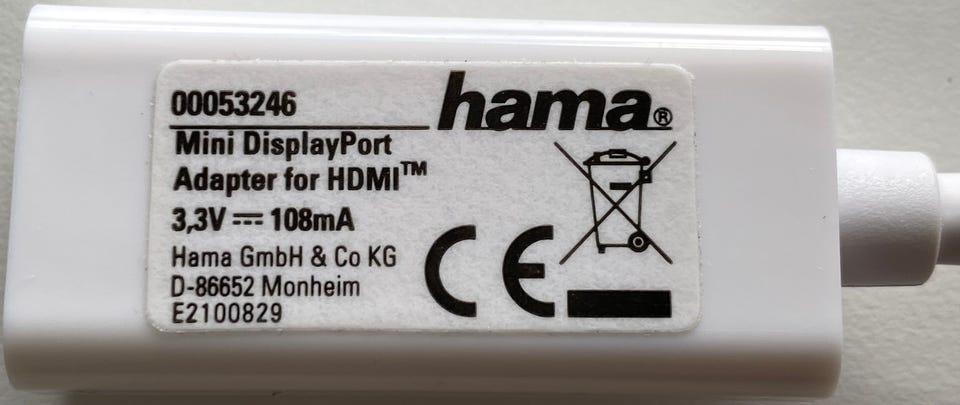 00053246
hama®
Mini DisplayPort
Adapter for HDMI™
3,3V ⎓ 108mA
Hama GmbH & Co KG
D-86652 Monheim
E2100829
CE